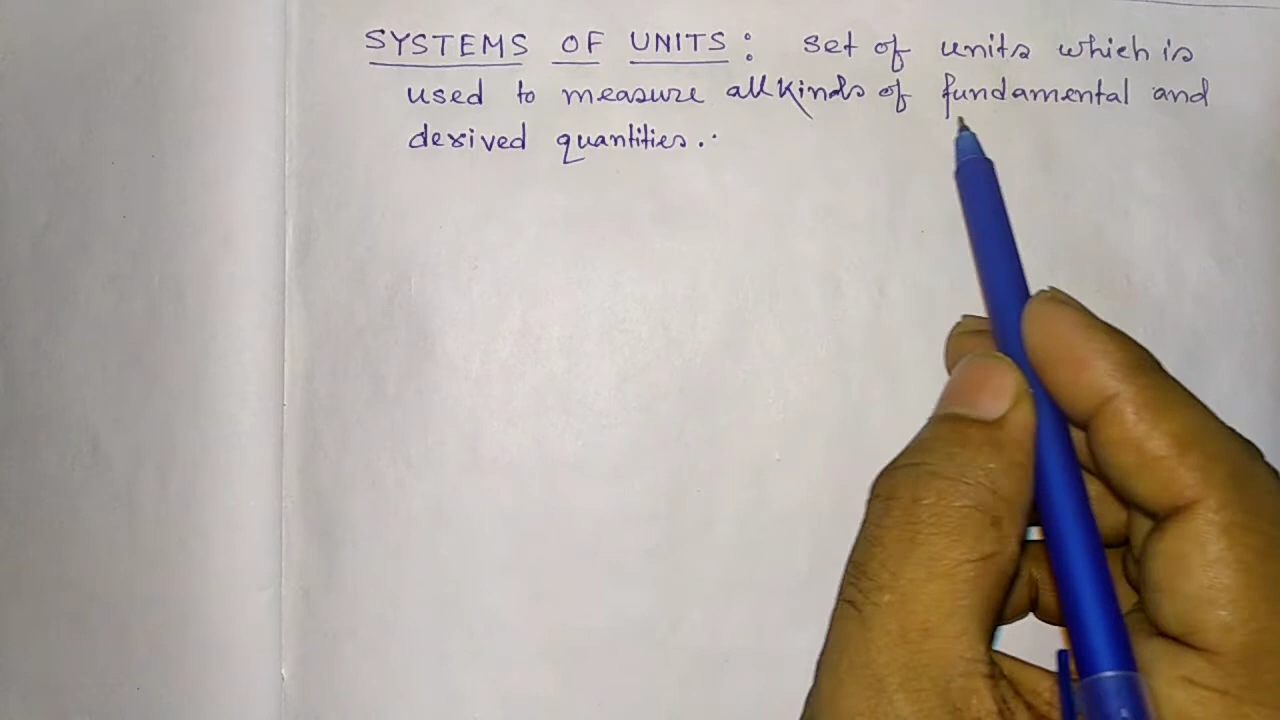 SYSTEMS OF UNITS : set of units which is
used to measure all kinds of fundamental and
derived quantities.